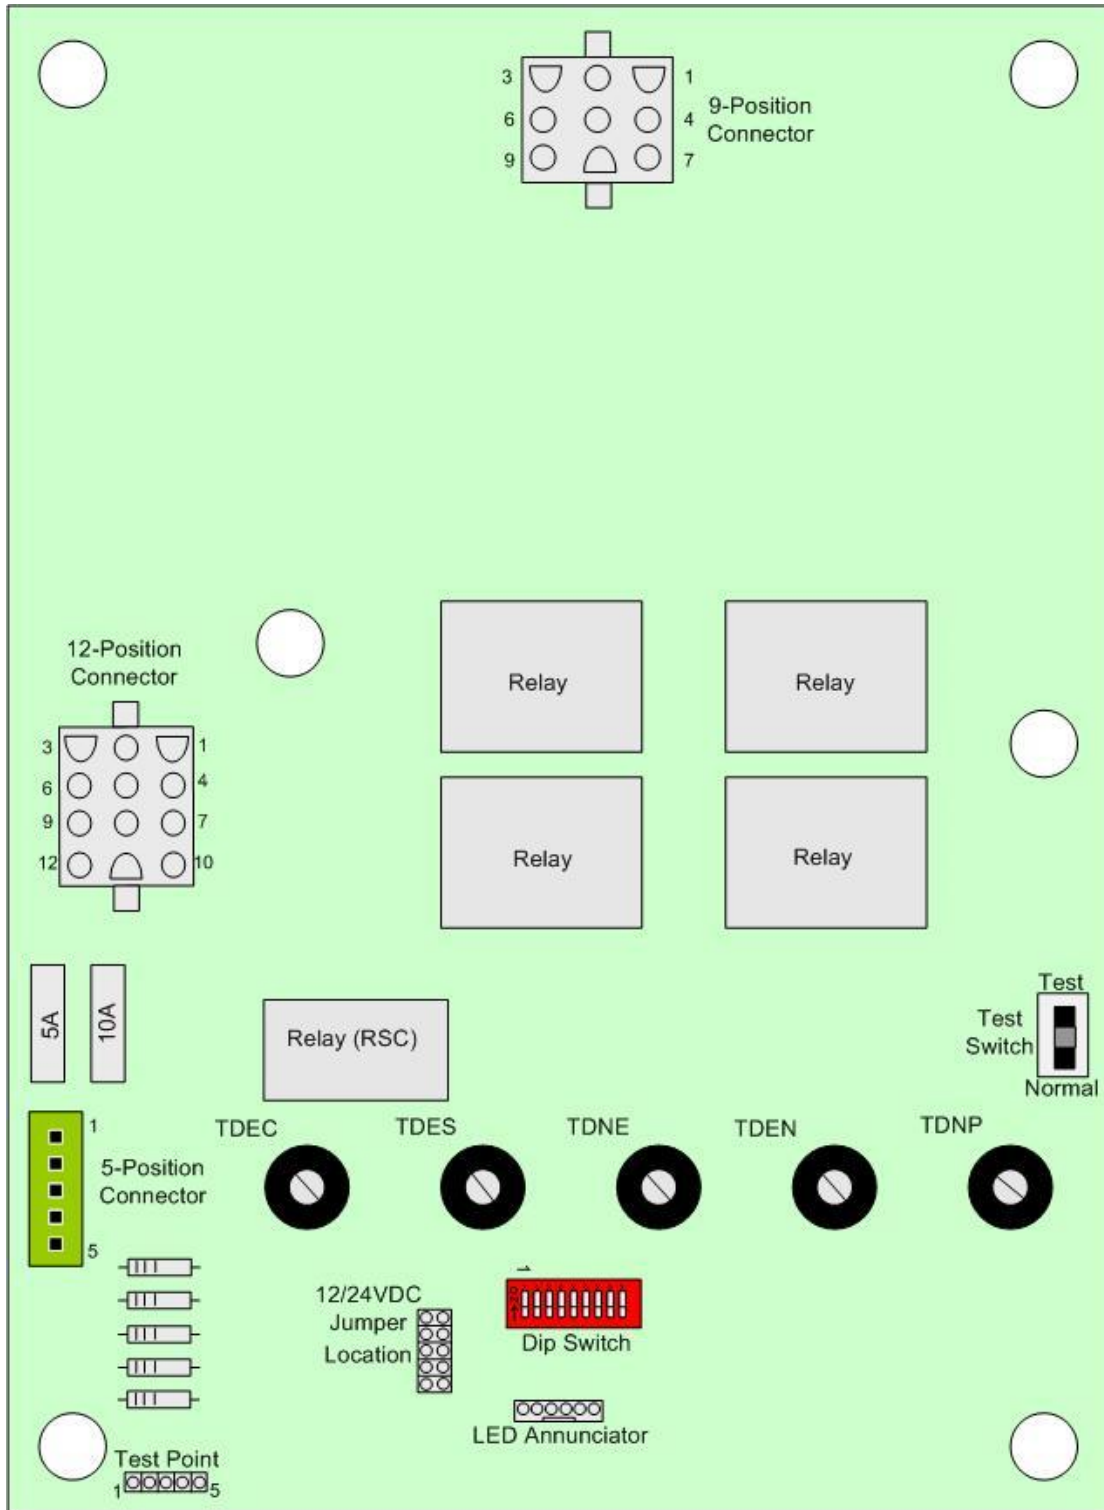 3 1
9-Position
6 4
Connector
9 7
12-Position
Connector
Relay Relay
3 1
6 4
9 7
12 10
Relay Relay
5A 10A
Relay (RSC)
Test
Test
Switch
Normal
TDEC TDES TDNE TDEN TDNP
1
5-Position
Connector
5
1
12/24VDC
Jumper
Location
Dip Switch
LED Annunciator
Test Point
1 5